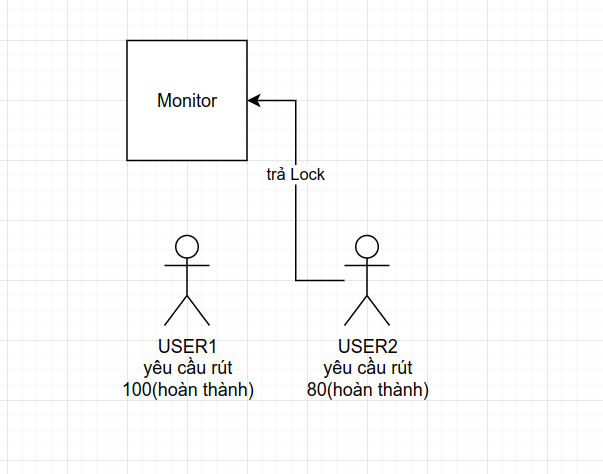 Monitor
trả Lock
USER1
yêu cầu rút
100(hoàn thành)
USER2
yêu cầu rút
80(hoàn thành)